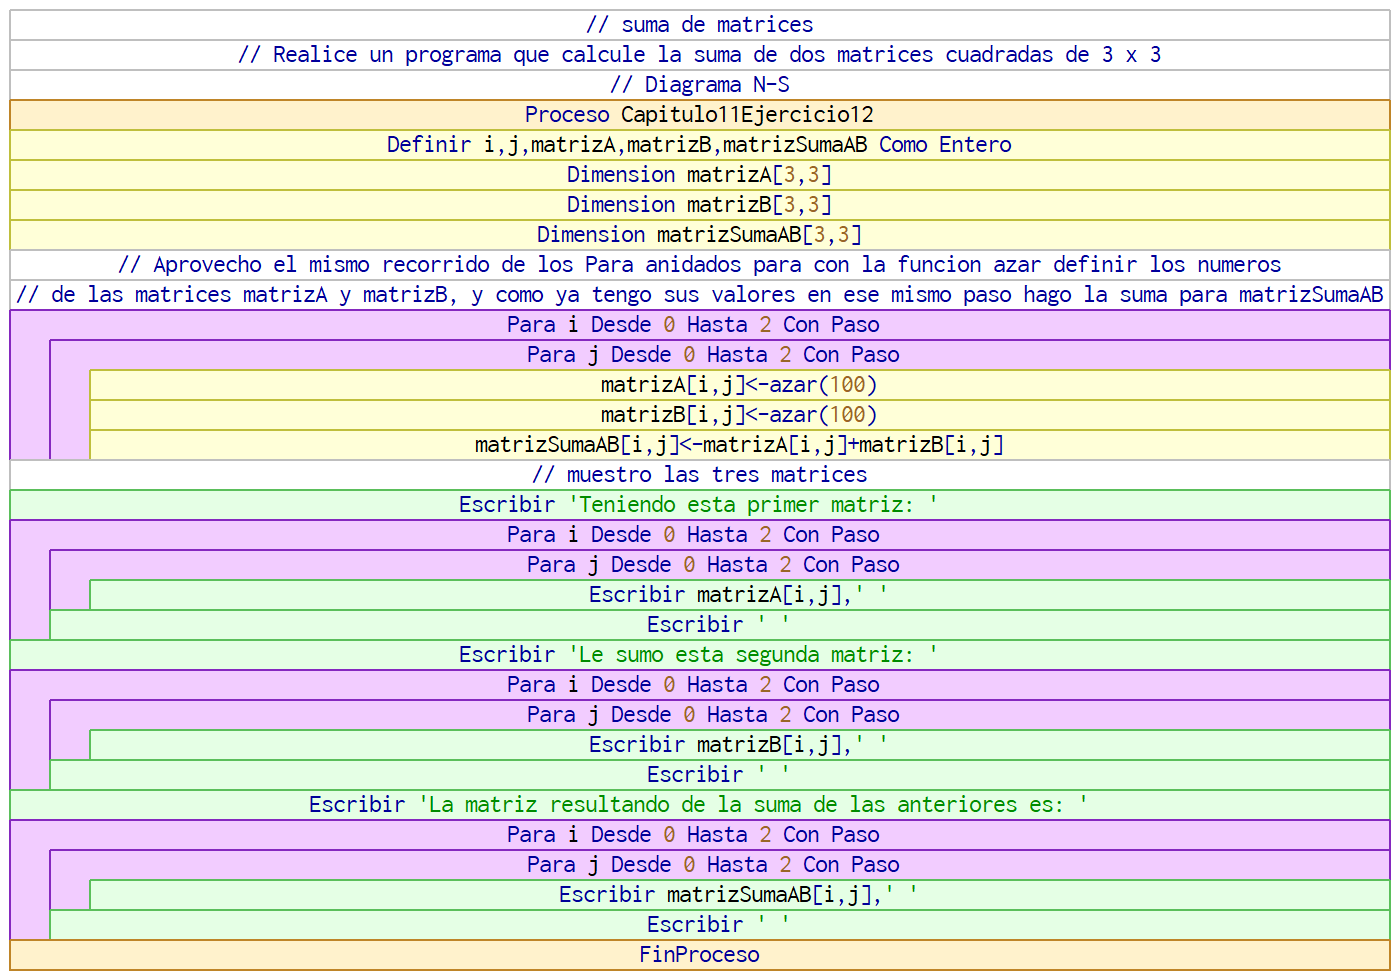 // suma de matrices
// Realice un programa que calcule la suma de dos matrices cuadradas de 3 x 3
// Diagrama N-S
Proceso Capitulo11Ejercicio12
Definir i,j,matrizA,matrizB,matrizSumaAB Como Entero
Dimension matrizA[3,3]
Dimension matrizB[3,3]
Dimension matrizSumaAB[3,3]
// Aprovecho el mismo recorrido de los Para anidados para con la funcion azar definir los numeros
// de las matrices matrizA y matrizB, y como ya tengo sus valores en ese mismo paso hago la suma para matrizSumaAB
Para i Desde 0 Hasta 2 Con Paso
Para j Desde 0 Hasta 2 Con Paso
matrizA[i,j]<-azar(100)
matrizB[i,j]<-azar(100)
matrizSumaAB[i,j]<-matrizA[i,j]+matrizB[i,j]
// muestro las tres matrices
Escribir 'Teniendo esta primer matriz: '
Para i Desde 0 Hasta 2 Con Paso
Para j Desde 0 Hasta 2 Con Paso
Escribir matrizA[i,j],' '
Escribir ' '
Escribir 'Le sumo esta segunda matriz: '
Para i Desde 0 Hasta 2 Con Paso
Para j Desde 0 Hasta 2 Con Paso
Escribir matrizB[i,j],' '
Escribir ' '
Escribir 'La matriz resultando de la suma de las anteriores es: '
Para i Desde 0 Hasta 2 Con Paso
Para j Desde 0 Hasta 2 Con Paso
Escribir matrizSumaAB[i,j],' '
Escribir ' '
FinProceso